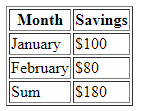 Month Savings
January $100
February $80
Sum $180